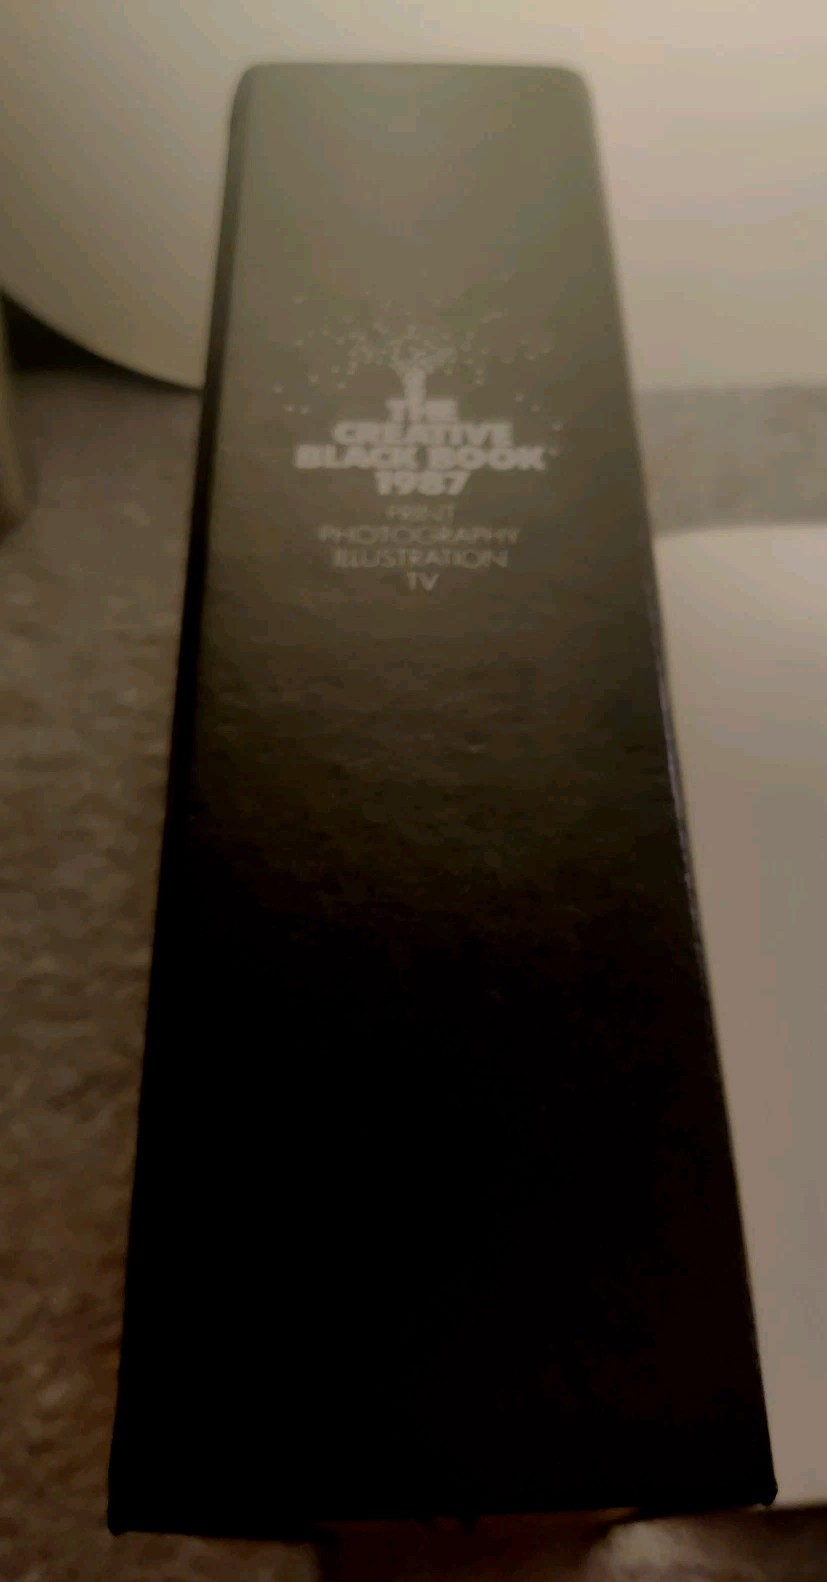 THE
CREATIVE
BLACK BOOK
1987
PRINT
PHOTOGRAPHY
ILLUSTRATION
TV